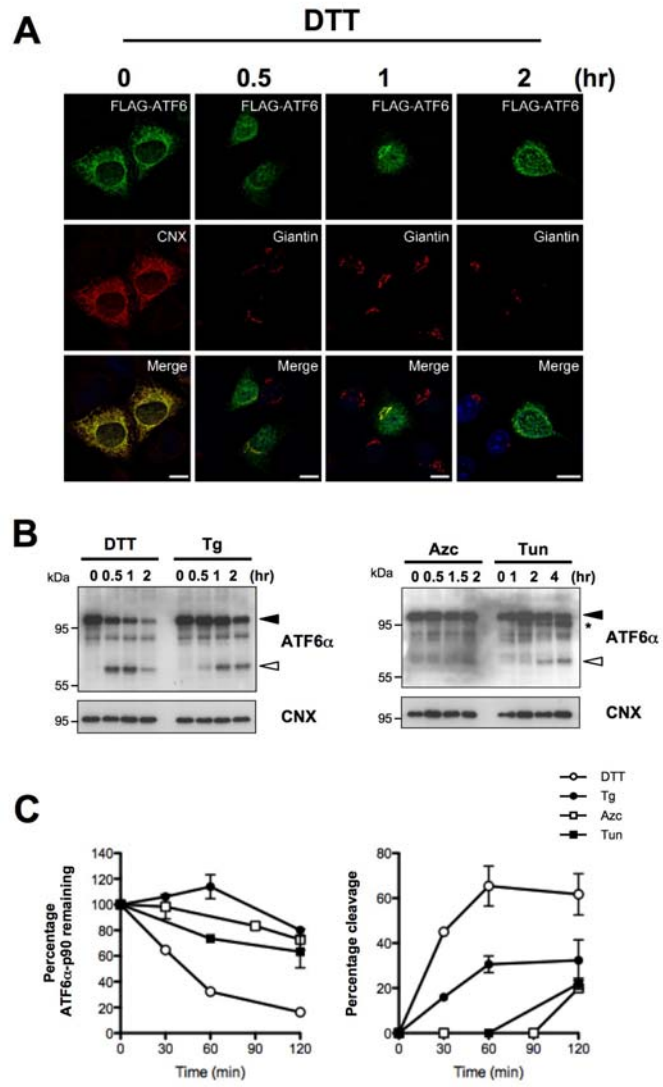 A
DTT
0 0.5 1 2 (hr)
FLAG-ATF6 FLAG-ATF6 FLAG-ATF6 FLAG-ATF6
CNX Giantin Giantin Giantin
Merge Merge Merge Merge
B
DTT Tg
kDa 0 0.5 1 2 0 0.5 1 2 (hr)
95
ATF6α
55
95 CNX
Azc Tun
kDa 0 0.5 1.5 2 0 1 2 4 (hr)
95 *
ATF6α
55
95 CNX
C
DTT
Tg
Azc
Tun
Percentage
ATF6α-p90 remaining
140
120
100
80
60
40
20
0
0 30 60 90 120
Time (min)
Percentage cleavage
80
60
40
20
0
0 30 60 90 120
Time (min)